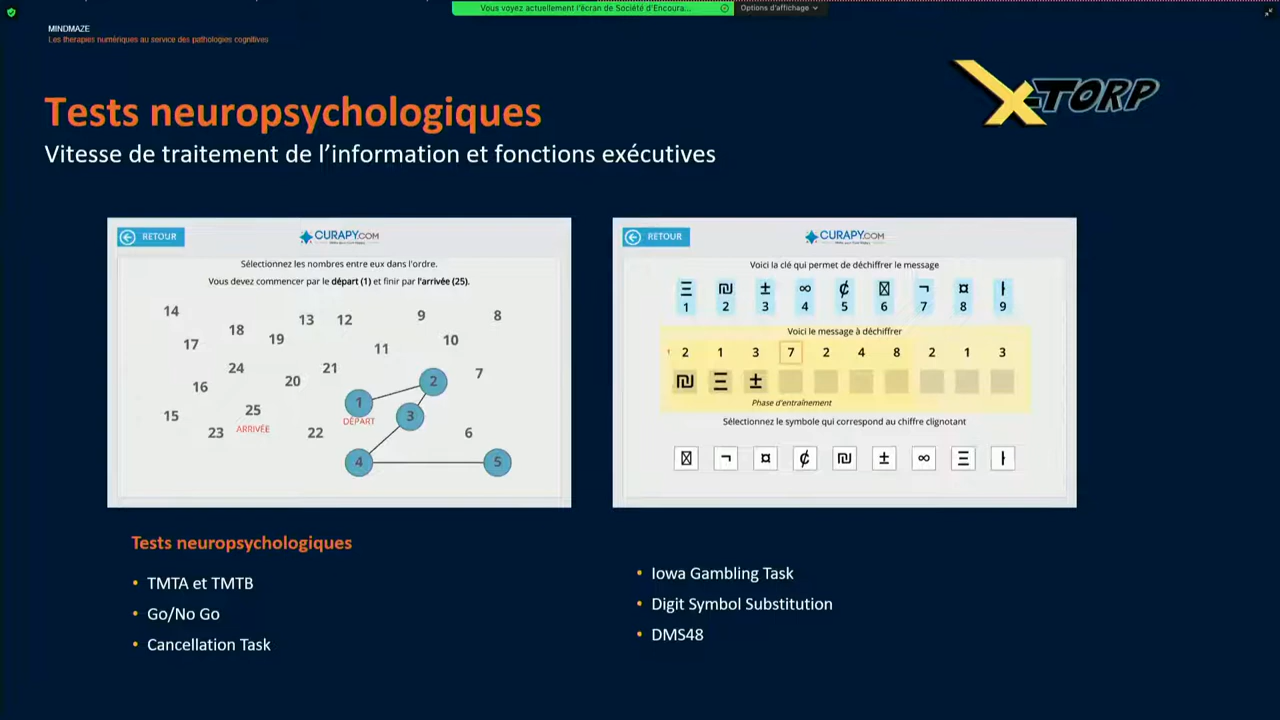 Vous voyez actuellement l'écran de Société d'Encoura...
Options d'affichage
MINDMAZE
Les thérapies numériques au service des pathologies cognitives
X-TORP
Tests neuropsychologiques
Vitesse de traitement de l'information et fonctions exécutives
RETOUR
CURAPY.COM
Sélectionnez les nombres entre eux dans l'ordre.
Vous devez commencer par le départ (1) et finir par l'arrivée (25).
14
13 12 9 8
18
17 19 10
11
24 21 7
16 20 2
1
15 25 DÉPART 3
23 ARRIVÉE 22 6
4 5
RETOUR
CURAPY.COM
Voici la clé qui permet de déchiffrer le message
Ξ ₪ ± ∞ ₵ ¬ ¤
1 2 3 4 5 6 7 8 9
Voici le message à déchiffrer
2 1 3 7 2 4 8 2 1 3
₪ Ξ ±
Phase d'entraînement
Sélectionnez le symbole qui correspond au chiffre clignotant
¬ ¤ ₵ ₪ ± ∞ Ξ
Tests neuropsychologiques
• TMTA et TMTB
• Go/No Go
• Cancellation Task
• Iowa Gambling Task
• Digit Symbol Substitution
• DMS48